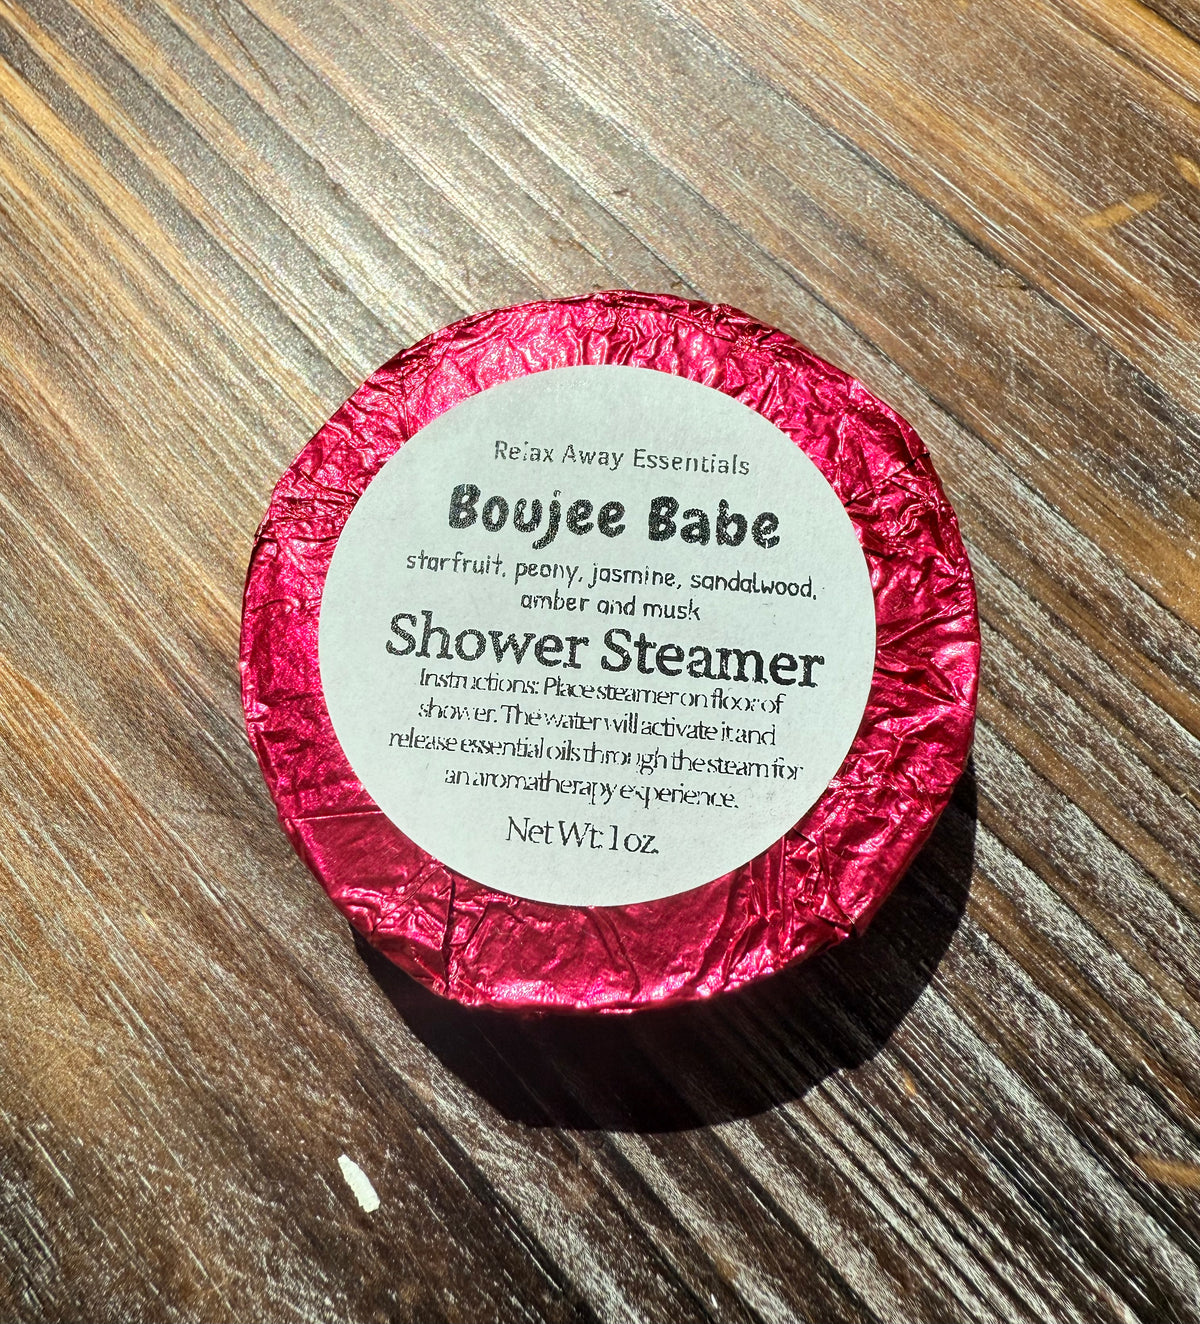 Relax Away Essentials
Boujee Babe
starfruit, peony, jasmine, sandalwood,
amber and musk
Shower Steamer
Instructions: Place steamer on floor of
shower. The water will activate it and
release essential oils through the steam for
an aromatherapy experience.
Net Wt: 1 oz.